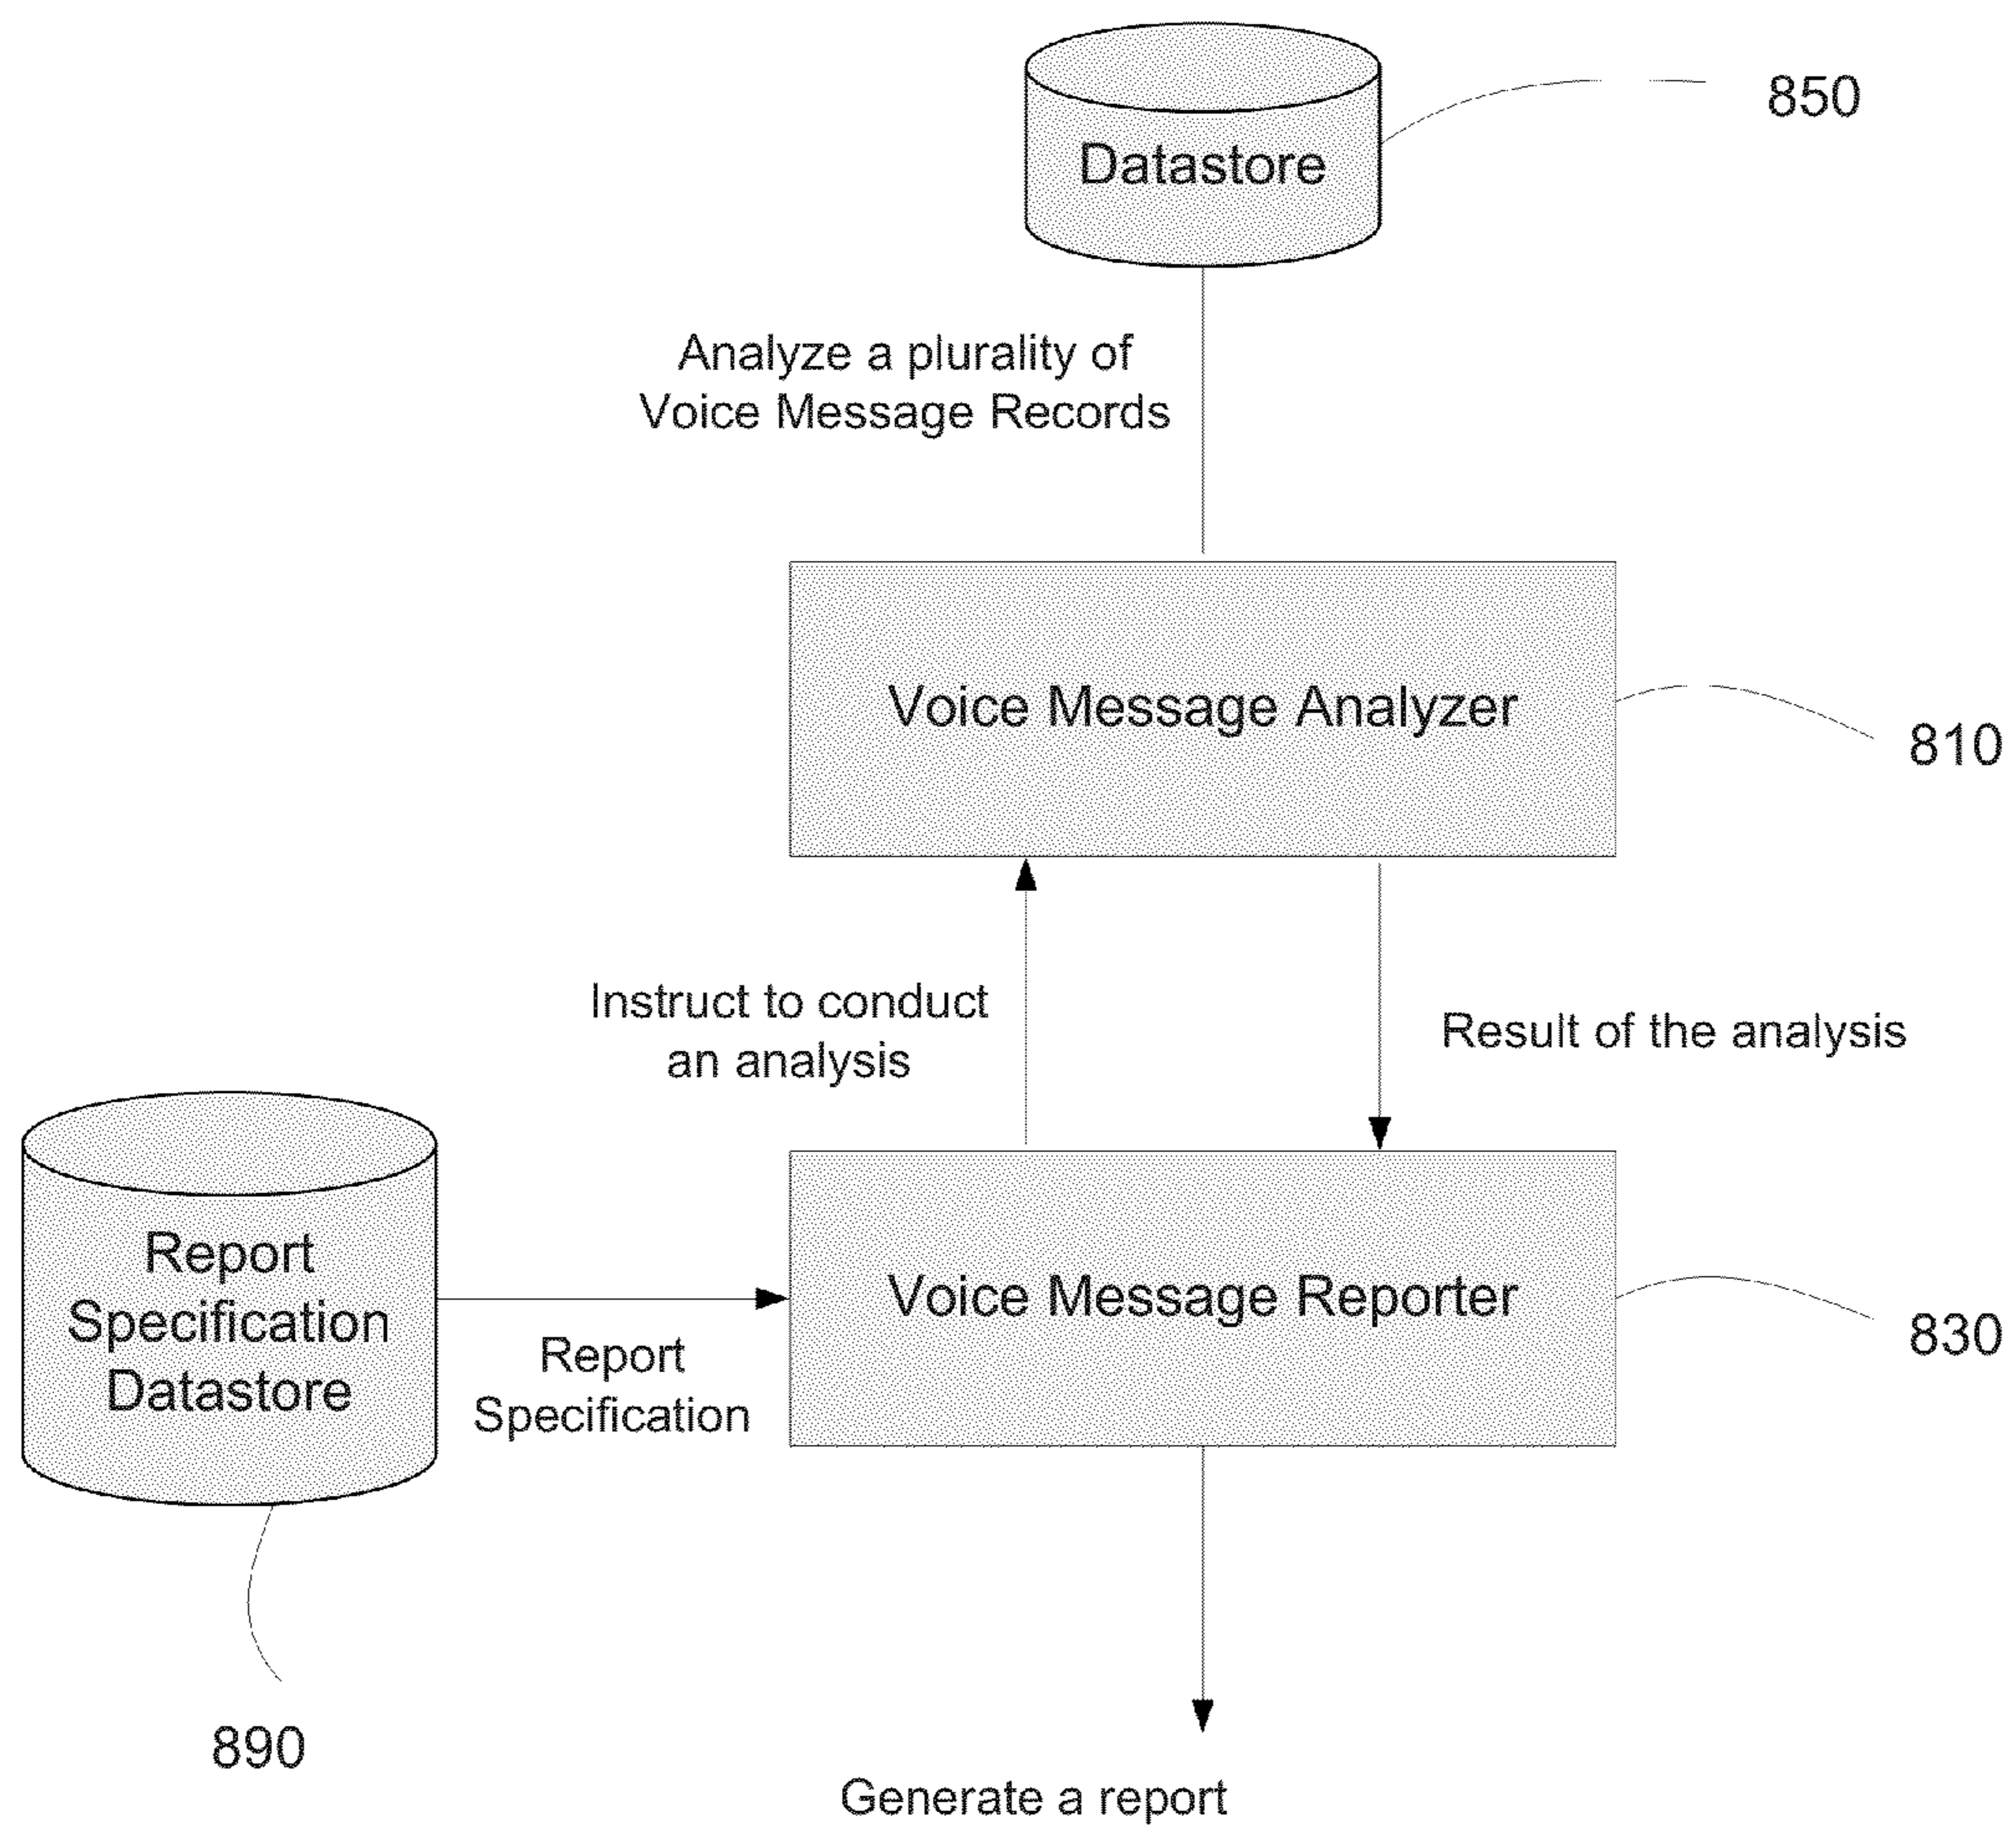 850
Datastore
Analyze a plurality of
Voice Message Records
Voice Message Analyzer
810
Instruct to conduct
an analysis
Result of the analysis
Report
Specification
Datastore
Report
Specification
Voice Message Reporter
830
890
Generate a report